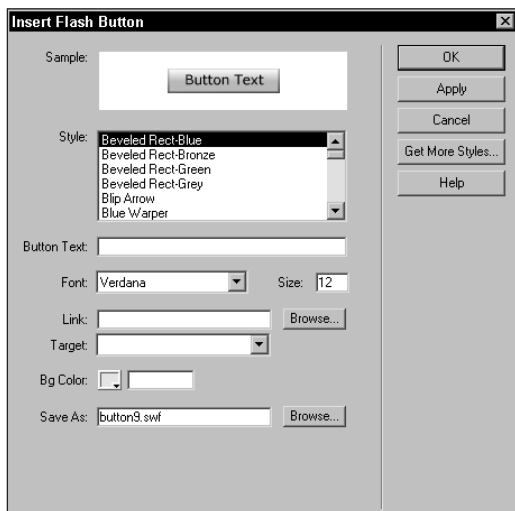 Insert Flash Button
Sample:
Button Text
OK
Apply
Cancel
Get More Styles...
Help
Style:
Beveled Rect-Blue
Beveled Rect-Bronze
Beveled Rect-Green
Beveled Rect-Grey
Blip Arrow
Blue Warper
Button Text:
Font: Verdana Size: 12
Link: Browse...
Target:
Bg Color:
Save As: button9.swf Browse...